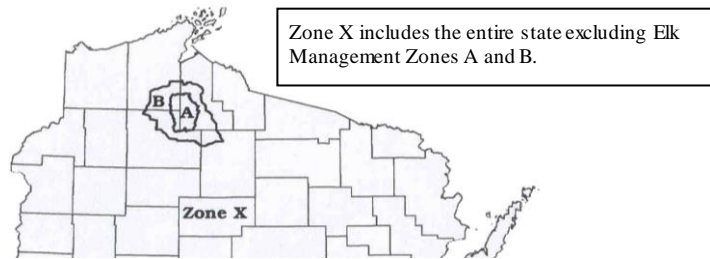 Zone X includes the entire state excluding Elk
Management Zones A and B.
B
A
Zone X